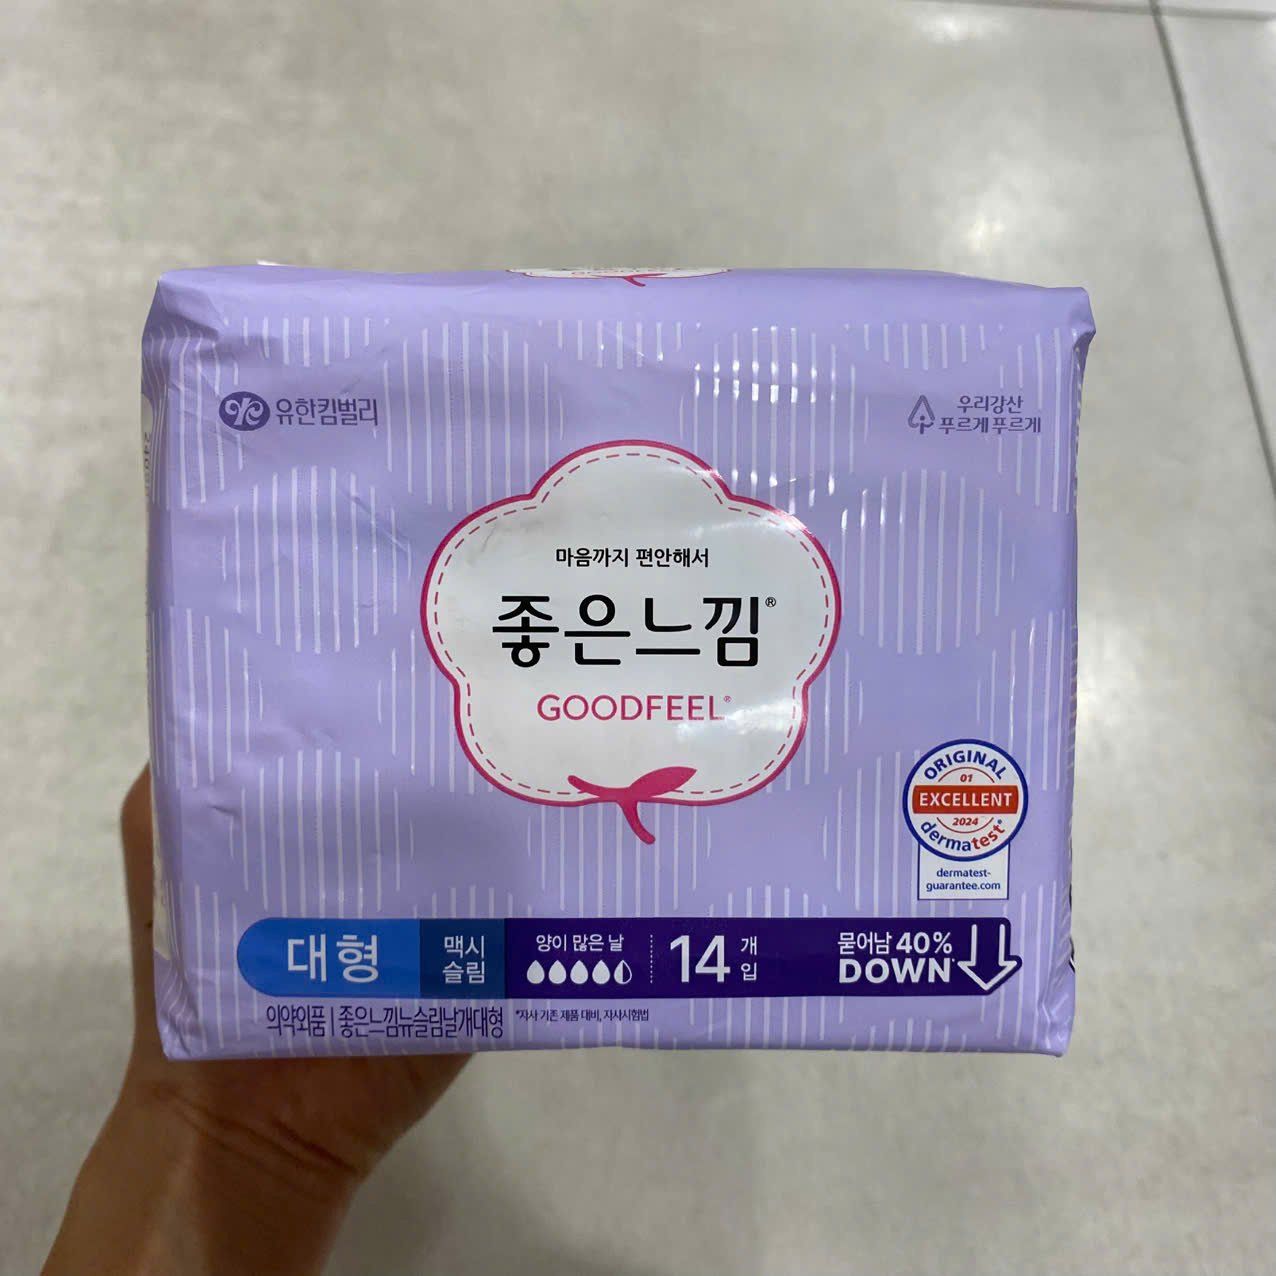 GOODFEEL
유한킴벌리
우리강산
푸르게 푸르게
마음까지 편안해서
좋은느낌®
GOODFEEL®
ORIGINAL
01
EXCELLENT
2024
dermatest®
dermatest-
guarantee.com
대형
맥시
슬림
양이 많은 날
14 개
입
묻어남 40%
DOWN*
의약외품 | 좋은느낌뉴슬림날개대형
*자사 기존 제품 대비, 자사시험법